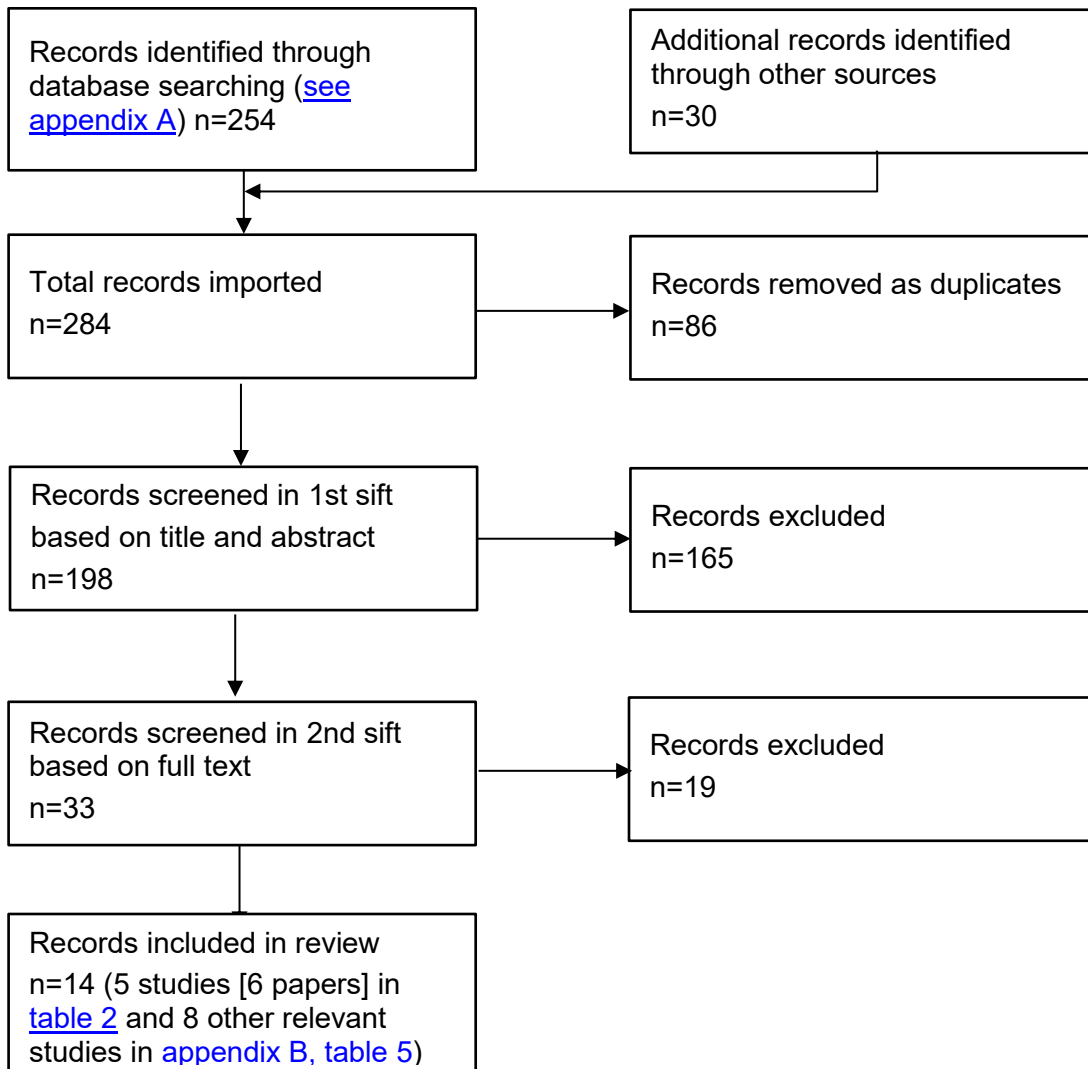 Records identified through
database searching (see
appendix A) n=254
Additional records identified
through other sources
n=30
Total records imported
n=284
Records removed as duplicates
n=86
Records screened in 1st sift
based on title and abstract
n=198
Records excluded
n=165
Records screened in 2nd sift
based on full text
n=33
Records excluded
n=19
Records included in review
n=14 (5 studies [6 papers] in
table 2 and 8 other relevant
studies in appendix B, table 5)